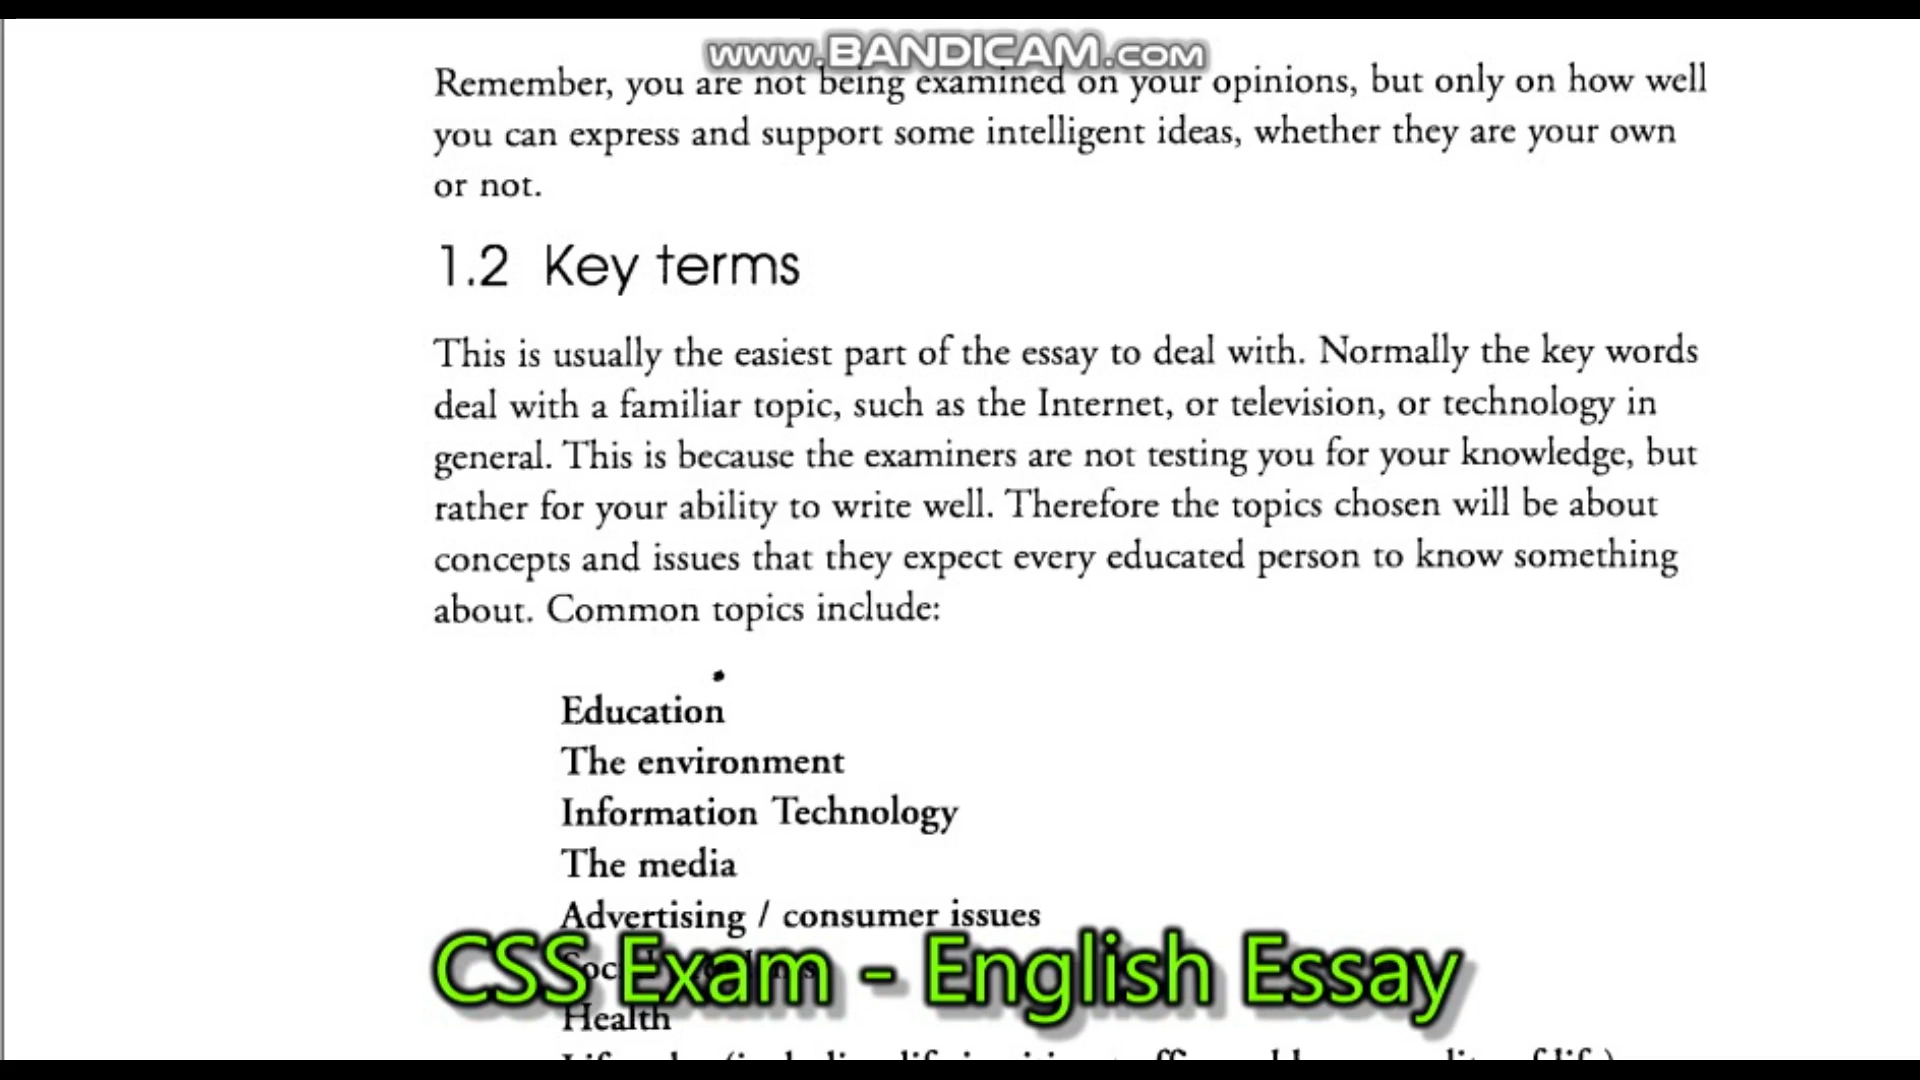 www.BANDICAM.com
Remember, you are not being examined on your opinions, but only on how well
you can express and support some intelligent ideas, whether they are your own
or not.
1.2 Key terms
This is usually the easiest part of the essay to deal with. Normally the key words
deal with a familiar topic, such as the Internet, or television, or technology in
general. This is because the examiners are not testing you for your knowledge, but
rather for your ability to write well. Therefore the topics chosen will be about
concepts and issues that they expect every educated person to know something
about. Common topics include:
Education
The environment
Information Technology
The media
Advertising / consumer issues
CSS Exam - English Essay
Health